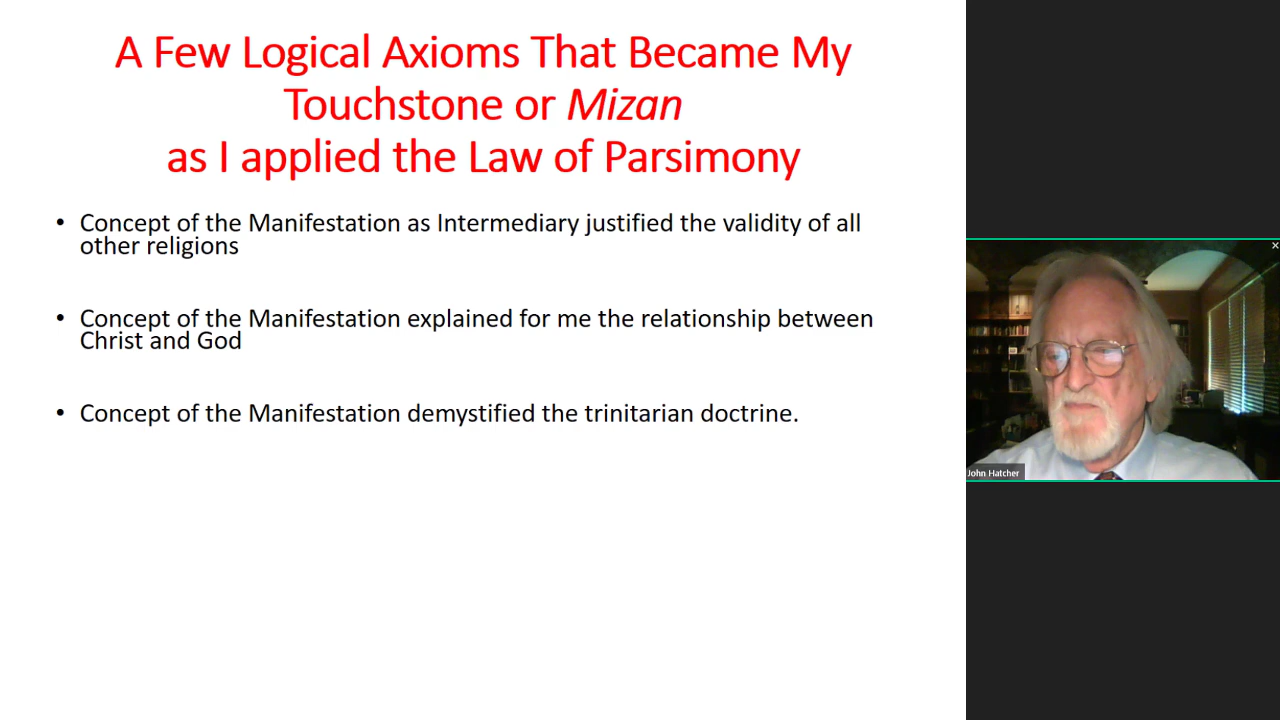 A Few Logical Axioms That Became My
Touchstone or Mizan
as I applied the Law of Parsimony
• Concept of the Manifestation as Intermediary justified the validity of all
other religions
• Concept of the Manifestation explained for me the relationship between
Christ and God
• Concept of the Manifestation demystified the trinitarian doctrine.
John Hatcher